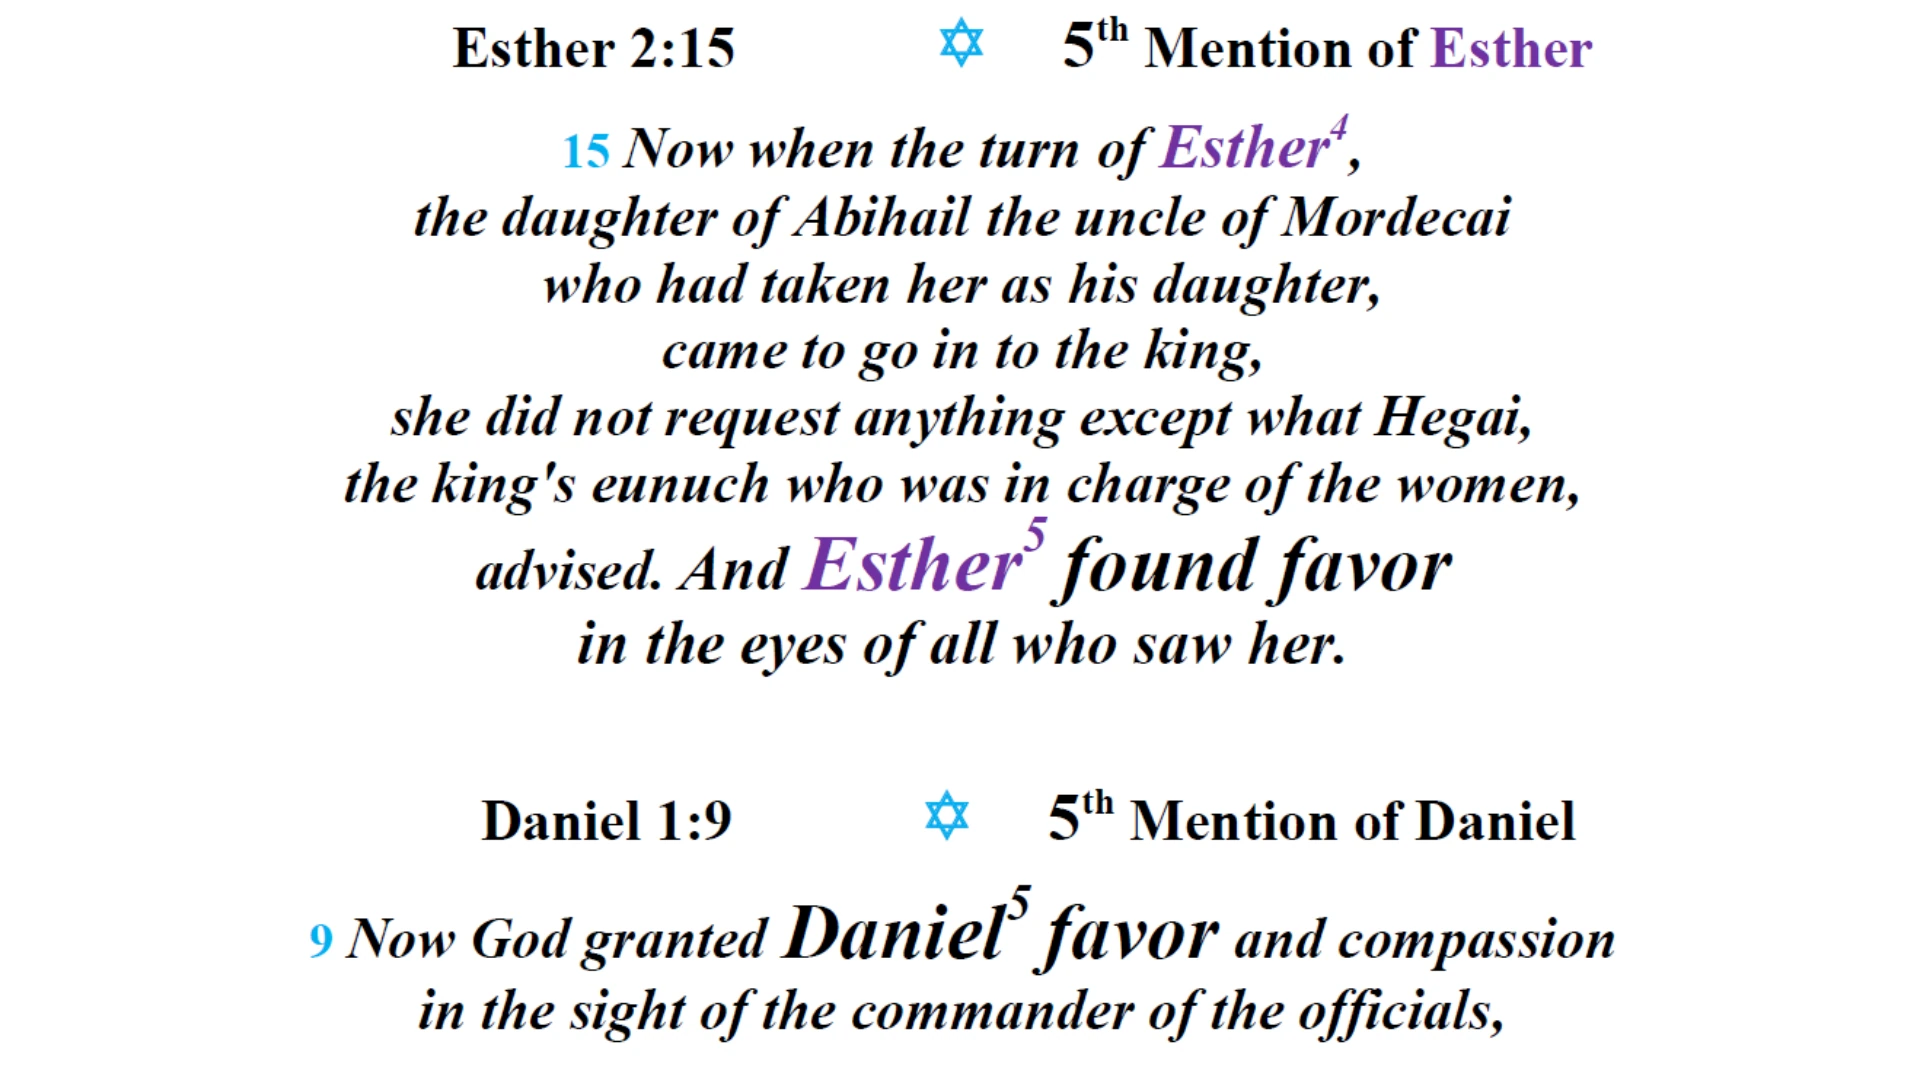 Esther 2:15 ✡ 5th Mention of Esther
15 Now when the turn of Esther4,
the daughter of Abihail the uncle of Mordecai
who had taken her as his daughter,
came to go in to the king,
she did not request anything except what Hegai,
the king's eunuch who was in charge of the women,
advised. And Esther5 found favor
in the eyes of all who saw her.
Daniel 1:9 ✡ 5th Mention of Daniel
9 Now God granted Daniel5 favor and compassion
in the sight of the commander of the officials,